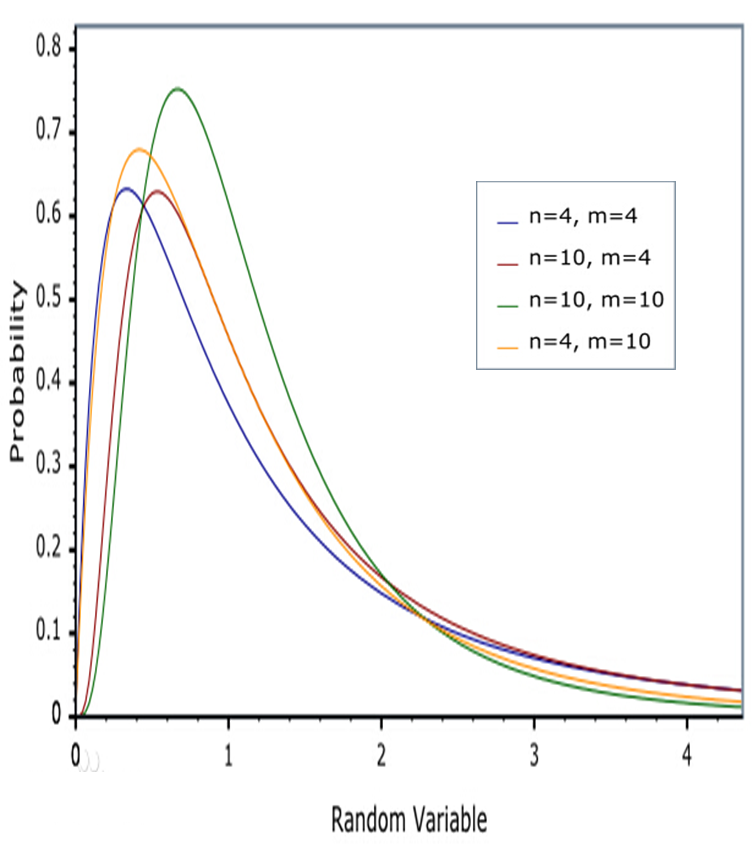 0.8
0.7
0.6
0.5
0.4
0.3
0.2
0.1
0
Probability
n=4, m=4
n=10, m=4
n=10, m=10
n=4, m=10
0 1 2 3 4
Random Variable